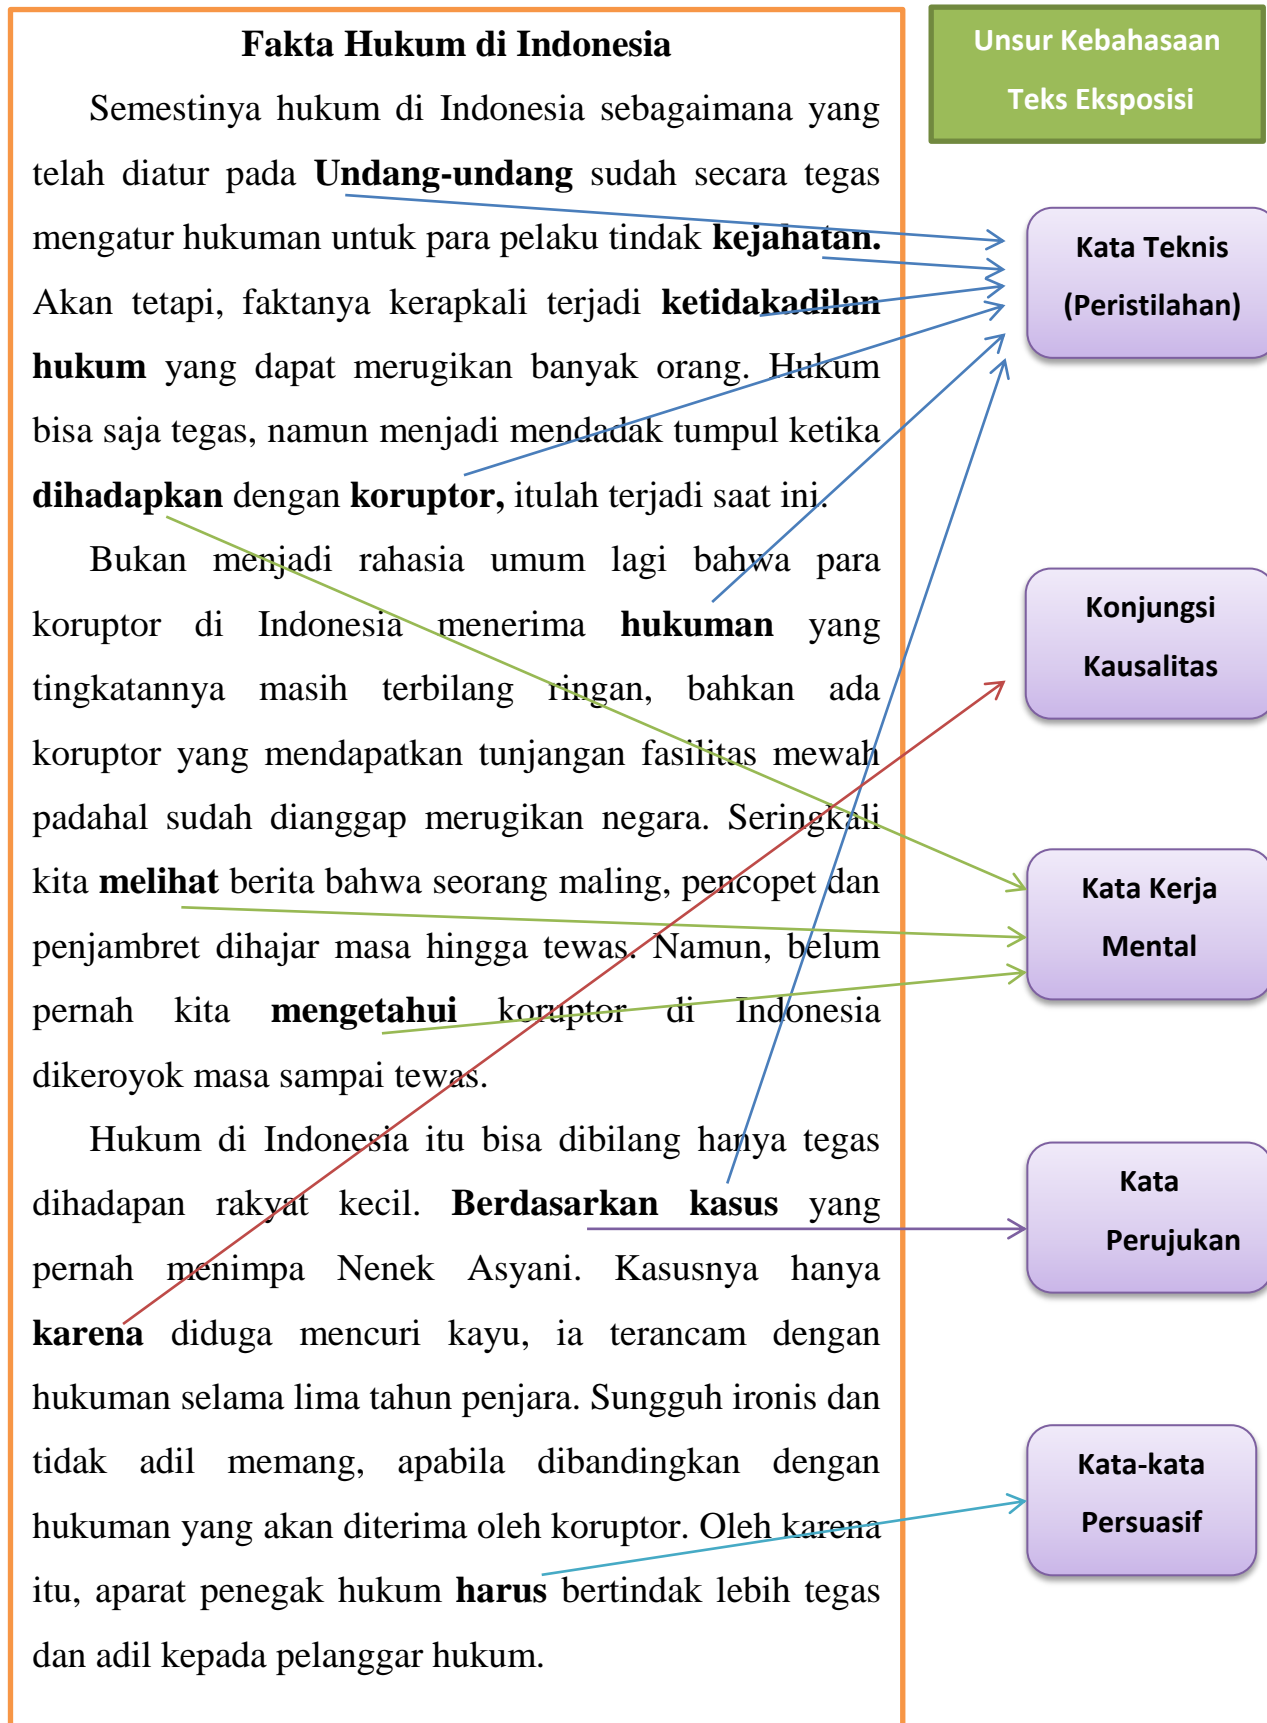 Fakta Hukum di Indonesia
Semestinya hukum di Indonesia sebagaimana yang
telah diatur pada Undang-undang sudah secara tegas
mengatur hukuman untuk para pelaku tindak kejahatan.
Akan tetapi, faktanya kerapkali terjadi ketidakadilan
hukum yang dapat merugikan banyak orang. Hukum
bisa saja tegas, namun menjadi mendadak tumpul ketika
dihadapkan dengan koruptor, itulah terjadi saat ini.
Bukan menjadi rahasia umum lagi bahwa para
koruptor di Indonesia menerima hukuman yang
tingkatannya masih terbilang ringan, bahkan ada
koruptor yang mendapatkan tunjangan fasilitas mewah
padahal sudah dianggap merugikan negara. Seringkali
kita melihat berita bahwa seorang maling, pencopet dan
penjambret dihajar masa hingga tewas. Namun, belum
pernah kita mengetahui koruptor di Indonesia
dikeroyok masa sampai tewas.
Hukum di Indonesia itu bisa dibilang hanya tegas
dihadapan rakyat kecil. Berdasarkan kasus yang
pernah menimpa Nenek Asyani. Kasusnya hanya
karena diduga mencuri kayu, ia terancam dengan
hukuman selama lima tahun penjara. Sungguh ironis dan
tidak adil memang, apabila dibandingkan dengan
hukuman yang akan diterima oleh koruptor. Oleh karena
itu, aparat penegak hukum harus bertindak lebih tegas
dan adil kepada pelanggar hukum.
Unsur Kebahasaan
Teks Eksposisi
Kata Teknis
(Peristilahan)
Konjungsi
Kausalitas
Kata Kerja
Mental
Kata
Perujukan
Kata-kata
Persuasif